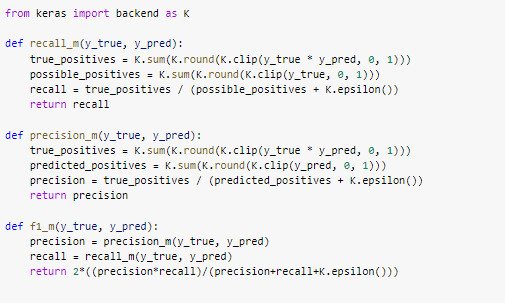 from keras import backend as K
def recall_m(y_true, y_pred):
true_positives = K.sum(K.round(K.clip(y_true * y_pred, 0, 1)))
possible_positives = K.sum(K.round(K.clip(y_true, 0, 1)))
recall = true_positives / (possible_positives + K.epsilon())
return recall
def precision_m(y_true, y_pred):
true_positives = K.sum(K.round(K.clip(y_true * y_pred, 0, 1)))
predicted_positives = K.sum(K.round(K.clip(y_pred, 0, 1)))
precision = true_positives / (predicted_positives + K.epsilon())
return precision
def f1_m(y_true, y_pred):
precision = precision_m(y_true, y_pred)
recall = recall_m(y_true, y_pred)
return 2*((precision*recall)/(precision+recall+K.epsilon()))